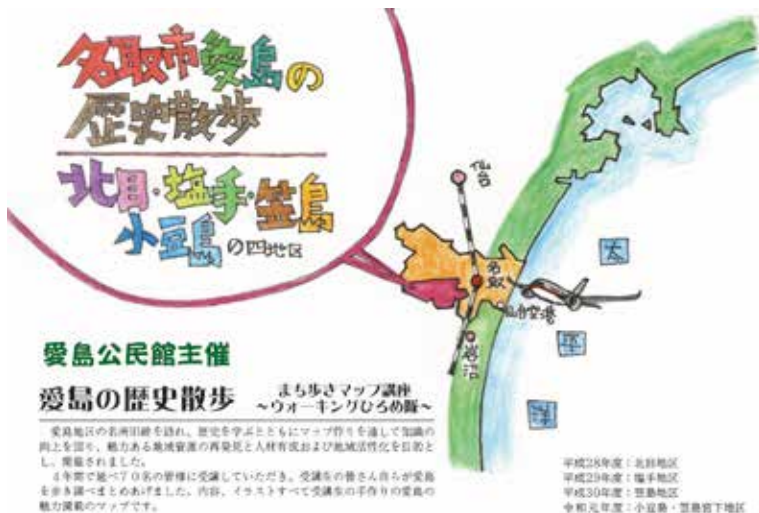 名取市愛島の
歴史散歩
北目・塩手・笠島
小豆島の四地区
仙台
名取
仙台空港
岩沼
太
平
洋
愛島公民館主催
愛島の歴史散歩
まち歩きマップ講座
～ウォーキングひろめ隊～
愛島地区の名所旧跡を訪れ、歴史を学ぶとともにマップ作りを通して知識の
向上を図り、魅力ある地域資源の再発見と人材育成および地域活性化を目的と
し、開催されました。
4年間で延べ70名の皆様に受講していただき、受講生の皆さん自らが愛島
を歩き調べまとめあげました。内容、イラストすべて受講生の手作りの愛島の
魅力満載のマップです。
平成28年度：北目地区
平成29年度：塩手地区
平成30年度：笠島地区
令和元年度：小豆島・笠島宮下地区